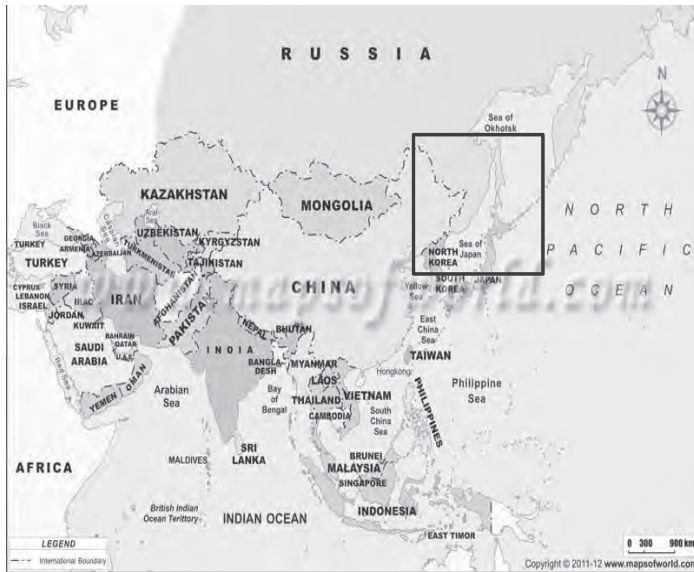 RUSSIA
N
EUROPE
Sea of
Okhotsk
KAZAKHSTAN
MONGOLIA
NORTH
PACIFIC
OCEAN
Black
Sea
Caspian
Sea
Aral
Sea
UZBEKISTAN
KYRGYZSTAN
TURKEY
GEORGIA
ARMENIA
AZERBAIJAN
TURKMENISTAN
TAJIKISTAN
TURKEY
NORTH
KOREA
Sea of
Japan
CYPRUS
LEBANON
ISRAEL
SYRIA
IRAQ
IRAN
AFGHANISTAN
CHINA
Yellow
Sea
SOUTH
KOREA
JAPAN
JORDAN
KUWAIT
PAKISTAN
NEPAL
BHUTAN
East
China
Sea
SAUDI
ARABIA
BAHRAIN
QATAR
U.A.E
INDIA
BANGLA-
DESH
MYANMAR
TAIWAN
Red Sea
OMAN
YEMEN
Arabian
Sea
Bay
of
Bengal
LAOS
Hongkong
THAILAND
VIETNAM
CAMBODIA
South
China
Sea
PHILIPPINES
Philippine
Sea
AFRICA
MALDIVES
SRI
LANKA
BRUNEI
MALAYSIA
SINGAPORE
British Indian
Ocean Teritory
INDIAN OCEAN
INDONESIA
EAST TIMOR
LEGEND
International Boundary
0 300 900 km
Copyright © 2011-12 www.mapsofworld.com
www.mapsofworld.com